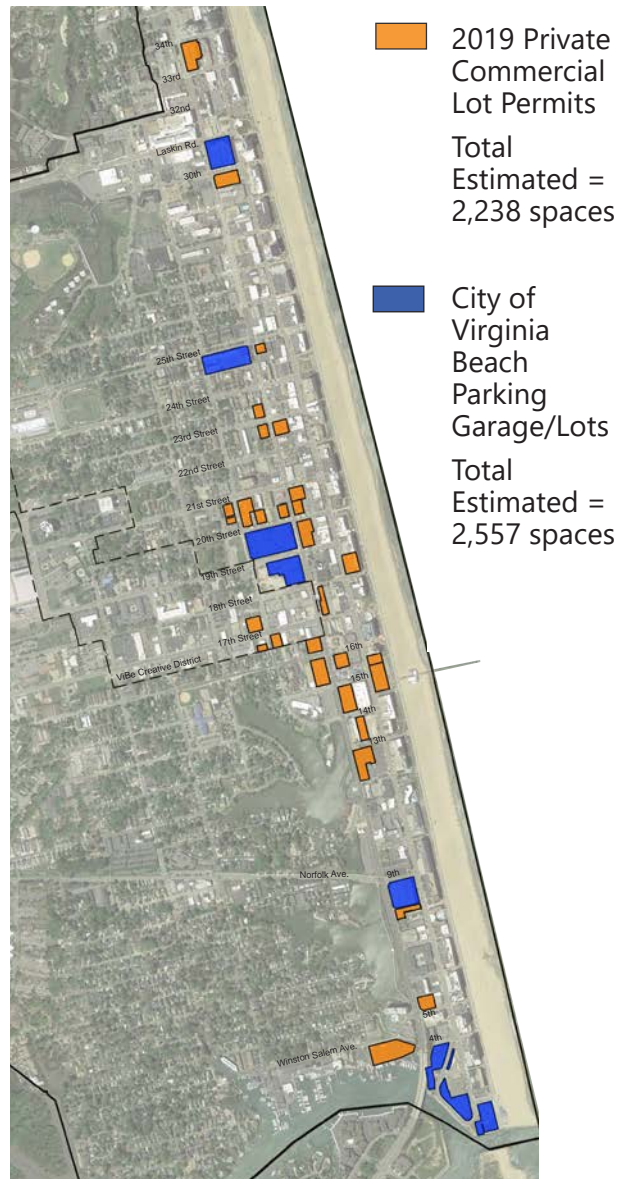 2019 Private
Commercial
Lot Permits
Total
Estimated =
2,238 spaces
City of
Virginia
Beach
Parking
Garage/Lots
Total
Estimated =
2,557 spaces
34th
33rd
32nd
Laskin Rd.
30th
25th Street
24th Street
23rd Street
22nd Street
21st Street
20th Street
19th Street
18th Street
17th Street
16th
ViBe Creative District
15th
14th
13th
Norfolk Ave.
9th
5th
4th
Winston Salem Ave.